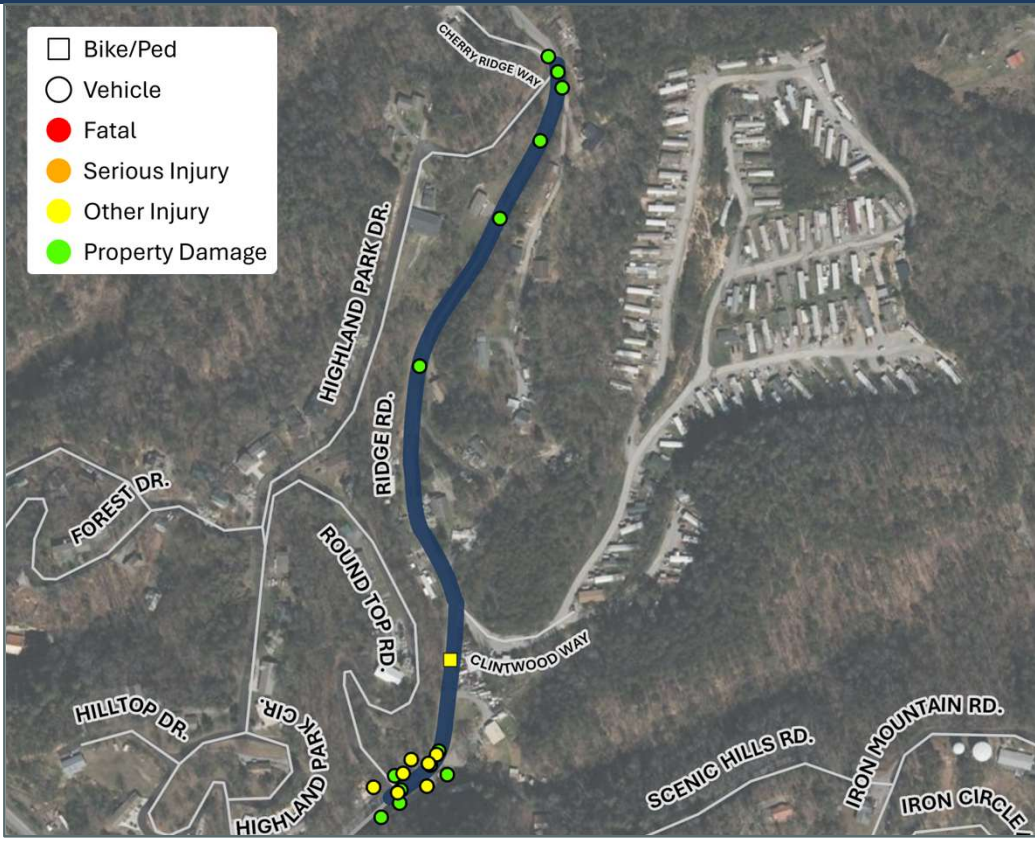 Bike/Ped
Vehicle
Fatal
Serious Injury
Other Injury
Property Damage
CHERRY RIDGE WAY
HIGHLAND PARK DR.
RIDGE RD.
FOREST DR.
ROUND TOP RD.
CLINTWOOD WAY
HILLTOP DR.
HIGHLAND PARK CIR.
SCENIC HILLS RD.
IRON MOUNTAIN RD.
IRON CIRCLE